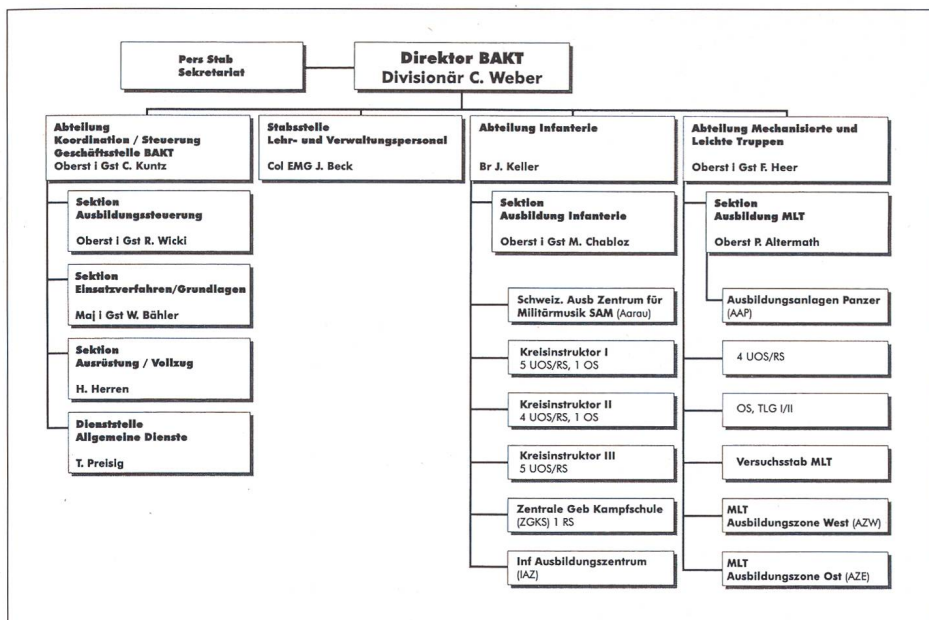 Pers Stab
Sekretariat
Direktor BAKT
Divisionär C. Weber
Abteilung
Koordination / Steuerung
Geschäftsstelle BAKT
Oberst i Gst C. Kuntz
Sektion
Ausbildungssteuerung
Oberst i Gst R. Wicki
Sektion
Einsatzverfahren/Grundlagen
Maj i Gst W. Bähler
Sektion
Ausrüstung / Vollzug
H. Herren
Dienststelle
Allgemeine Dienste
T. Preisig
Stabsstelle
Lehr- und Verwaltungspersonal
Col EMG J. Beck
Abteilung Infanterie
Br J. Keller
Sektion
Ausbildung Infanterie
Oberst i Gst M. Chabloz
Schweiz. Ausb Zentrum für
Militärmusik SAM (Aarau)
Kreisinstruktor I
5 UOS/RS, 1 OS
Kreisinstruktor II
4 UOS/RS, 1 OS
Kreisinstruktor III
5 UOS/RS
Zentrale Geb Kampfschule
(ZGKS) 1 RS
Inf Ausbildungszentrum
(IAZ)
Abteilung Mechanisierte und
Leichte Truppen
Oberst i Gst F. Heer
Sektion
Ausbildung MLT
Oberst P. Altermath
Ausbildungsanlagen Panzer
(AAP)
4 UOS/RS
OS, TLG I/II
Versuchsstab MLT
MLT
Ausbildungszone West (AZW)
MLT
Ausbildungszone Ost (AZE)